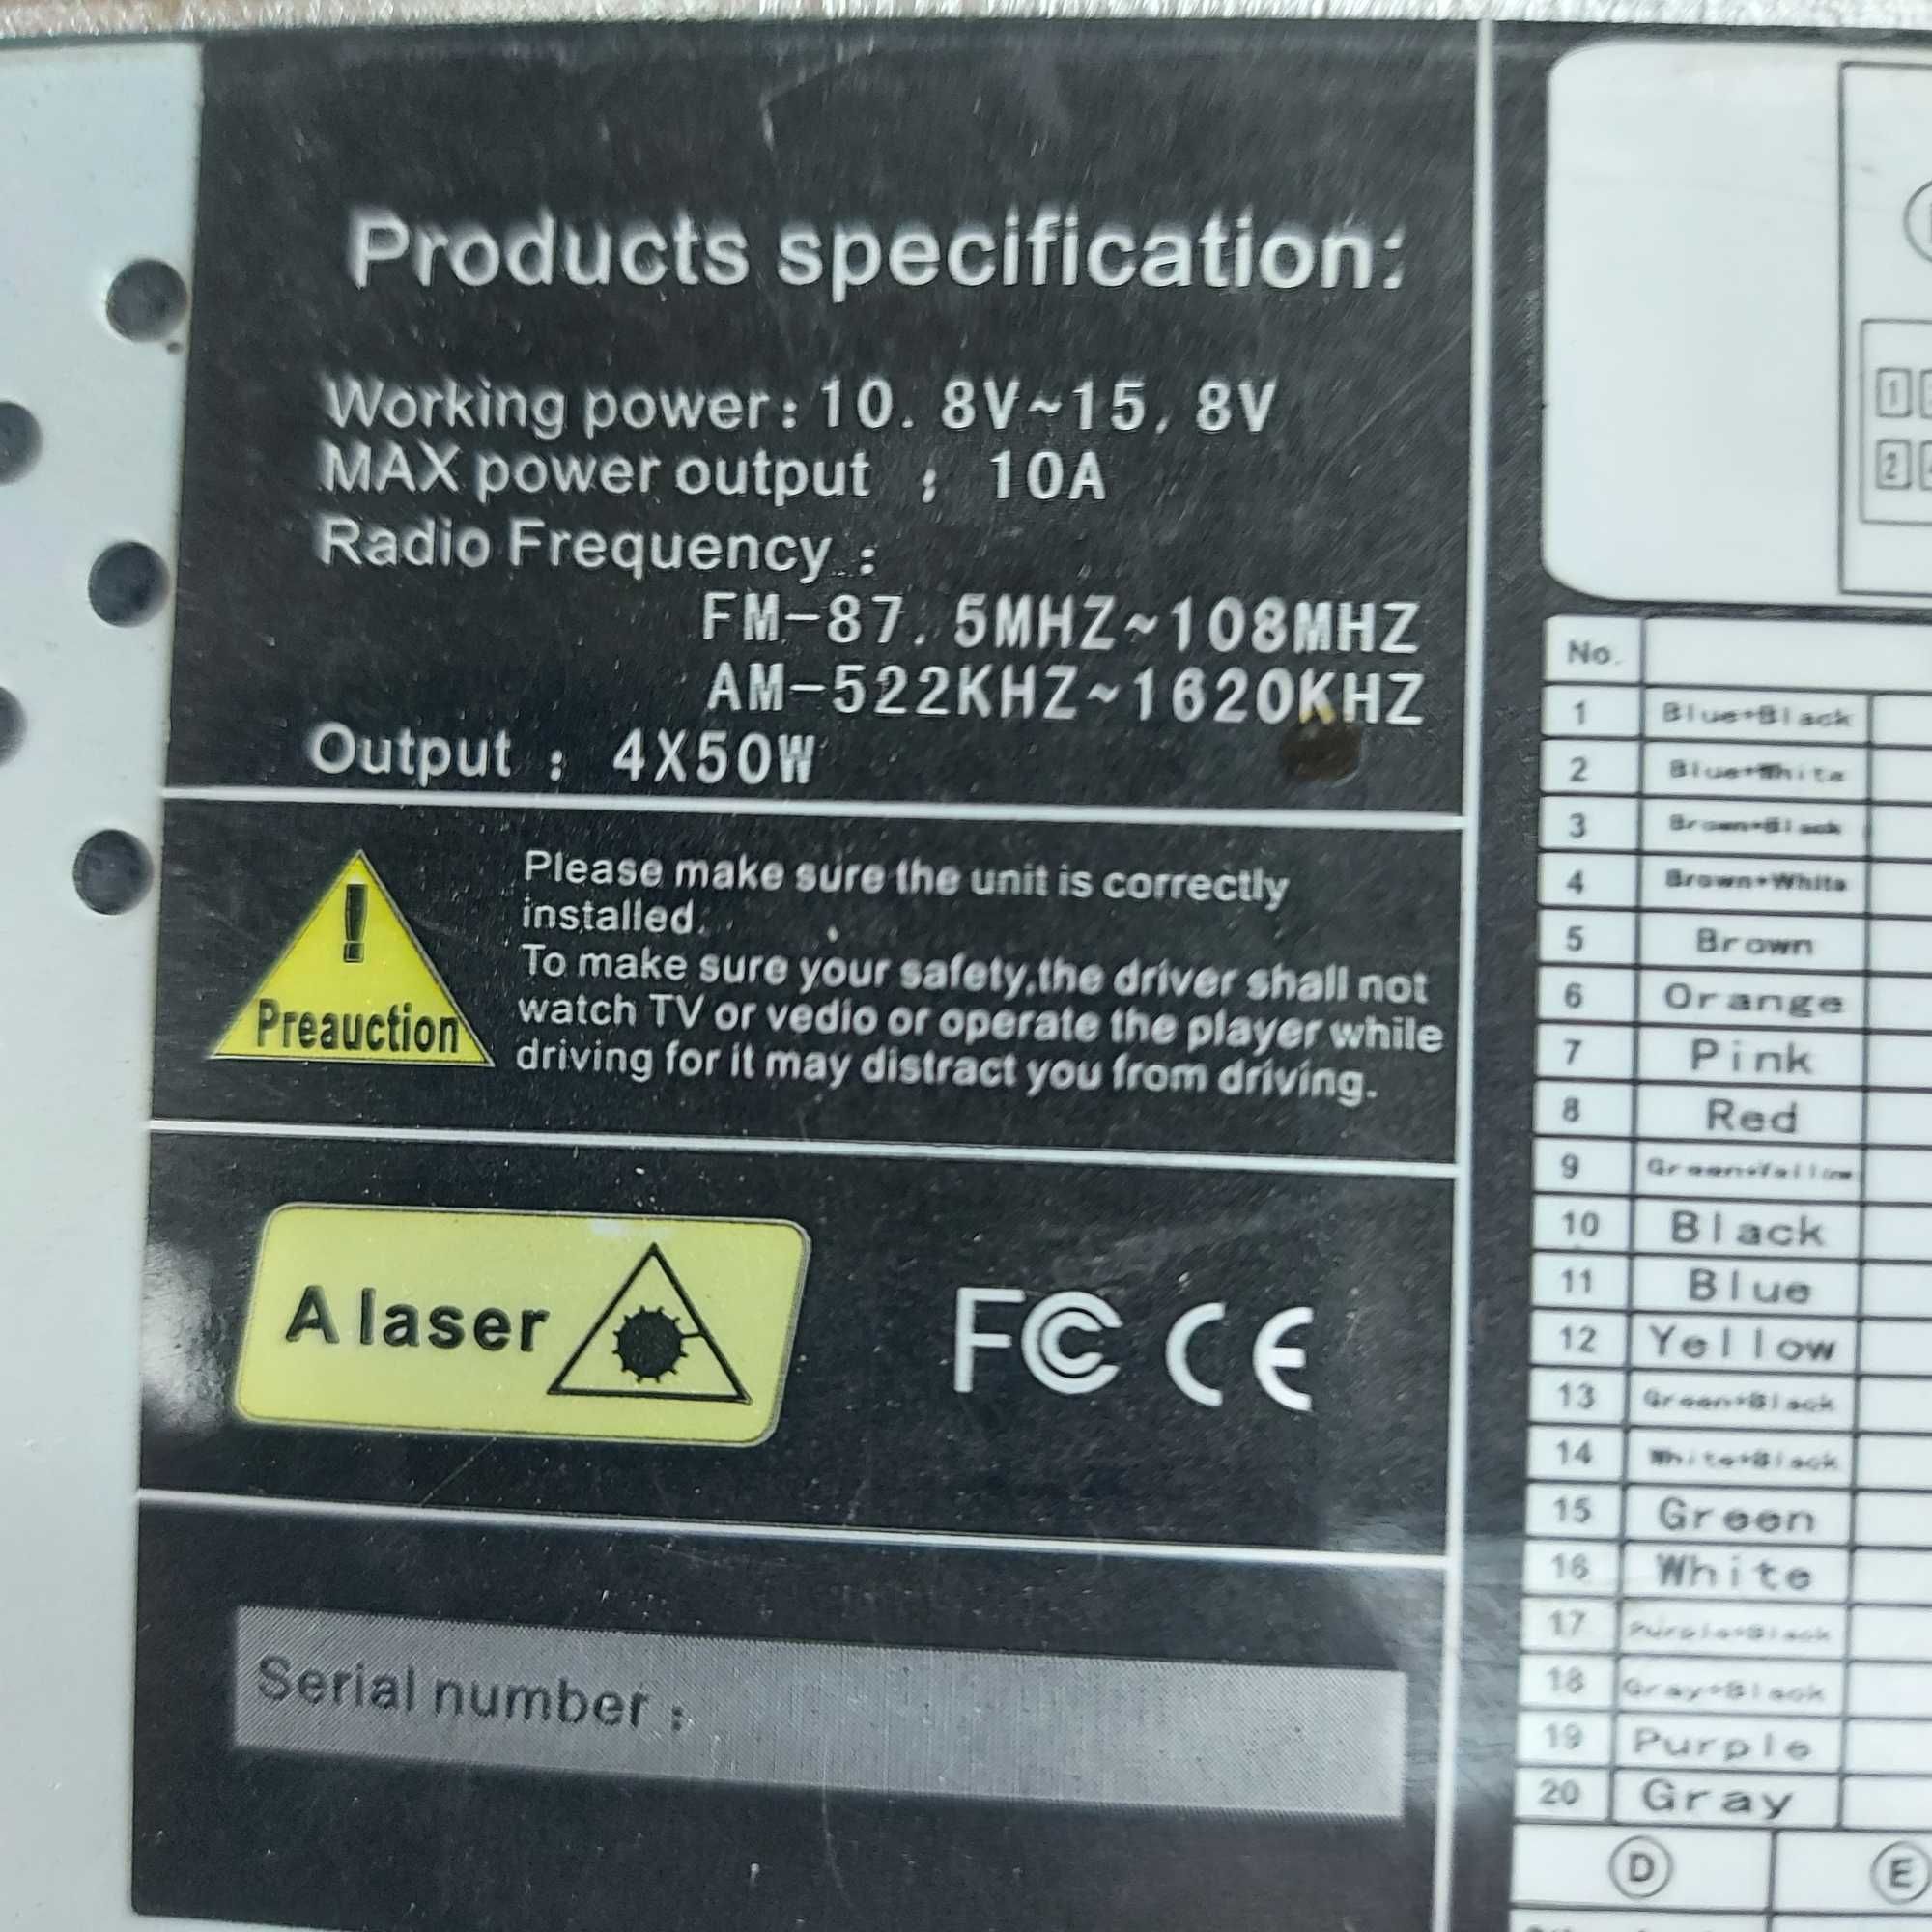 Products specification:
Working power: 10. 8V~15. 8V
MAX power output : 10A
Radio Frequency :
FM-87. 5MHZ~108MHZ
AM-522KHZ~1620KHZ
Output : 4X50W
!
Preauction
Please make sure the unit is correctly
installed.
To make sure your safety,the driver shall not
watch TV or vedio or operate the player while
driving for it may distract you from driving.
A laser
FC CE
Serial number :
1
2
No.
1 Blue+Black
2 Blue+White
3 Brown+Black
4 Brown+White
5 Brown
6 Orange
7 Pink
8 Red
9 Green+Yellow
10 Black
11 Blue
12 Yellow
13 Green+Black
14 White+Black
15 Green
16 White
17 Purple+Black
18 Gray+Black
19 Purple
20 Gray
D E